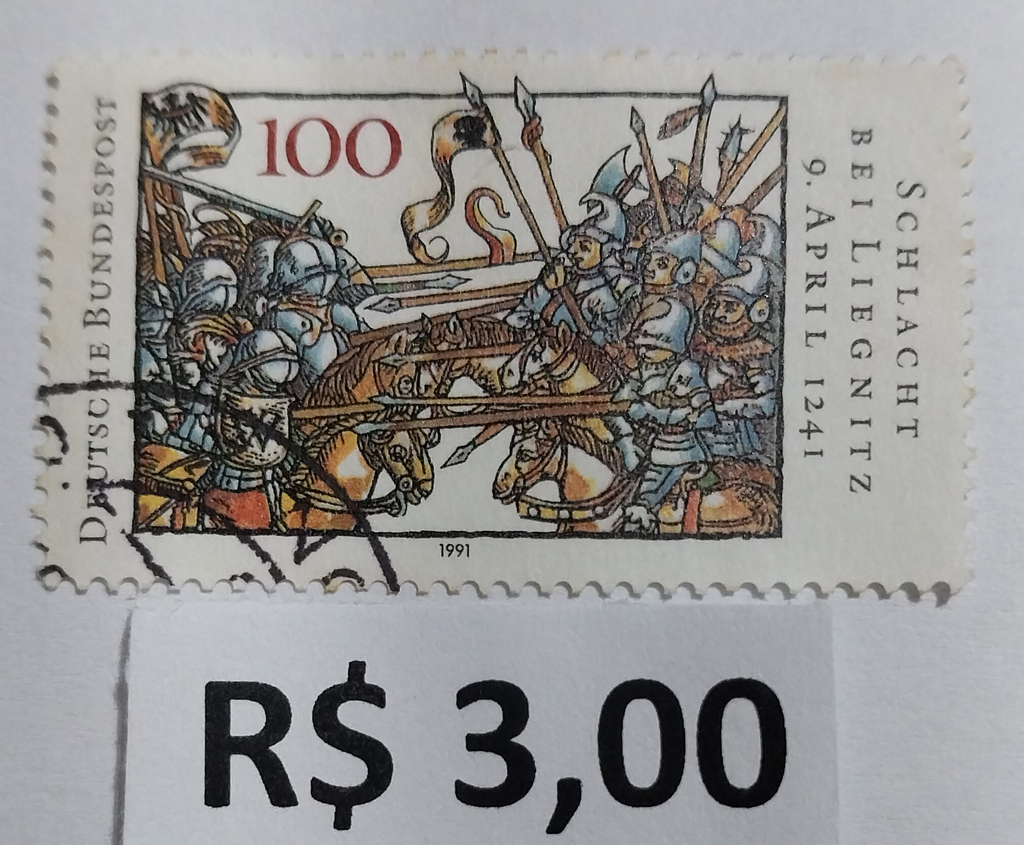 DEUTSCHE BUNDESPOST
100
SCHLACHT
BEI LIEGNITZ
9. APRIL 1241
1991
R$ 3,00